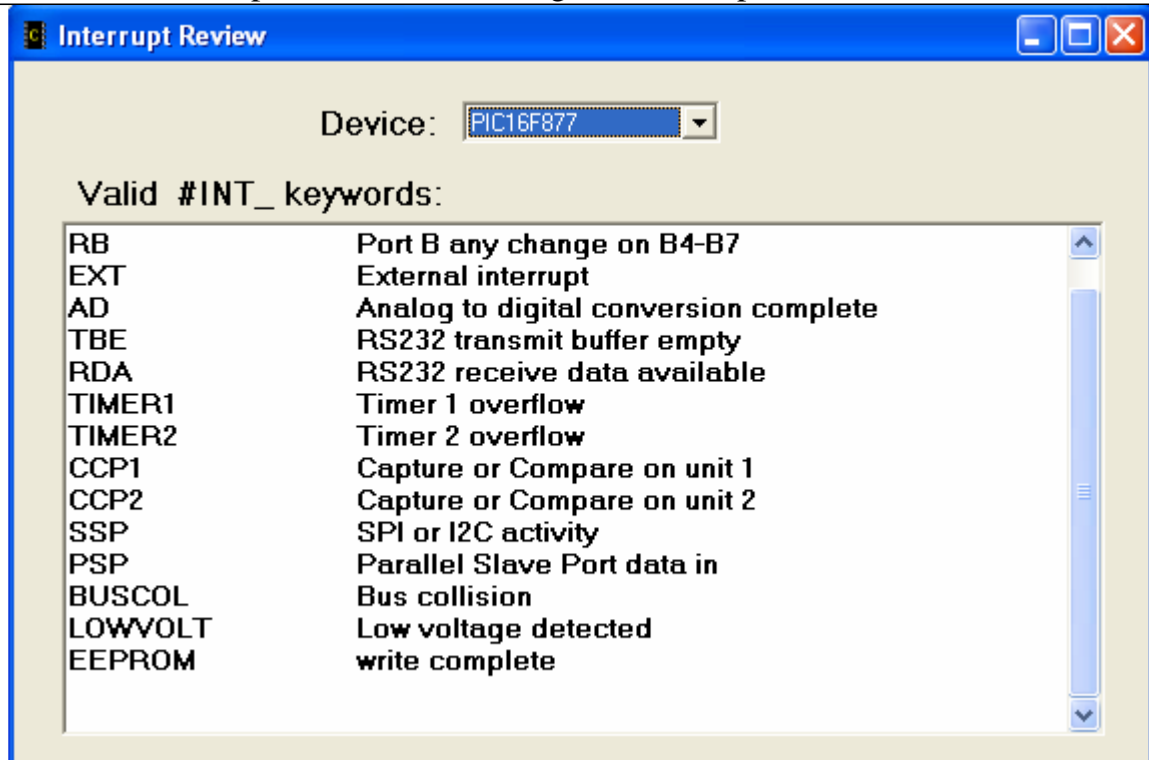 Interrupt Review
Device: PIC16F877
Valid #INT_ keywords:
RB Port B any change on B4-B7
EXT External interrupt
AD Analog to digital conversion complete
TBE RS232 transmit buffer empty
RDA RS232 receive data available
TIMER1 Timer 1 overflow
TIMER2 Timer 2 overflow
CCP1 Capture or Compare on unit 1
CCP2 Capture or Compare on unit 2
SSP SPI or I2C activity
PSP Parallel Slave Port data in
BUSCOL Bus collision
LOWVOLT Low voltage detected
EEPROM write complete